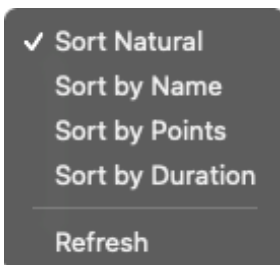 ✓ Sort Natural
Sort by Name
Sort by Points
Sort by Duration
Refresh